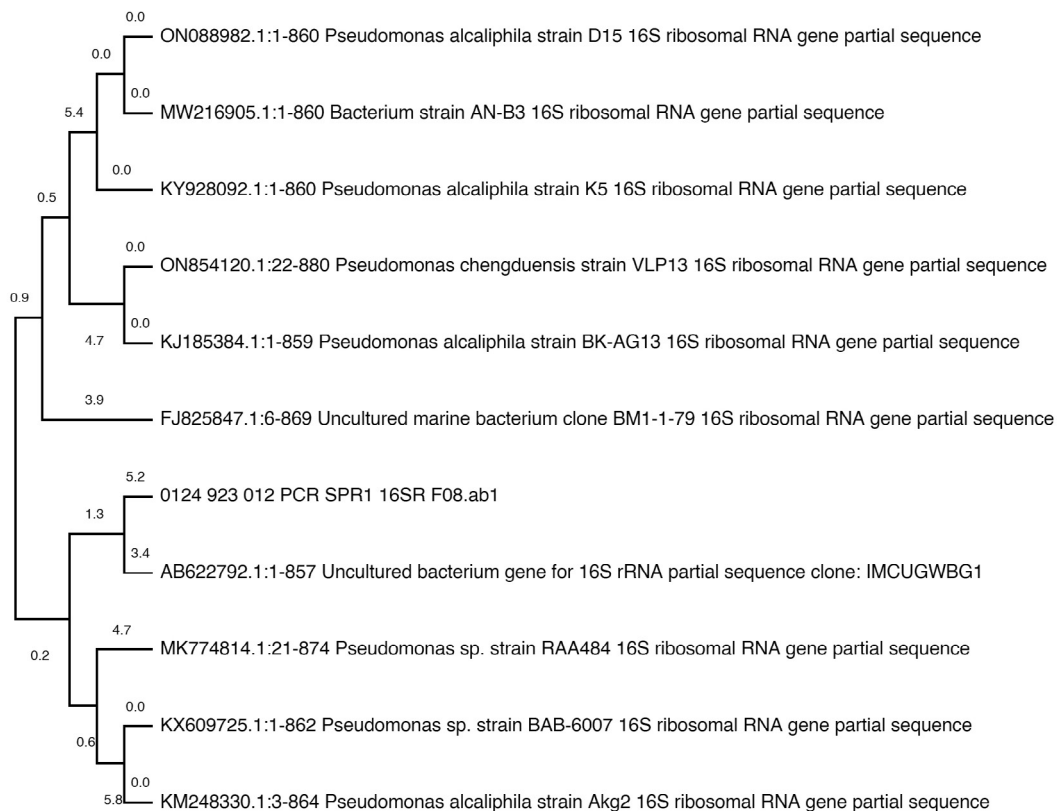 0.0
ON088982.1:1-860 Pseudomonas alcaliphila strain D15 16S ribosomal RNA gene partial sequence
0.0
0.0
MW216905.1:1-860 Bacterium strain AN-B3 16S ribosomal RNA gene partial sequence
5.4
0.0
KY928092.1:1-860 Pseudomonas alcaliphila strain K5 16S ribosomal RNA gene partial sequence
0.5
0.0
ON854120.1:22-880 Pseudomonas chengduensis strain VLP13 16S ribosomal RNA gene partial sequence
0.9
0.0
4.7
KJ185384.1:1-859 Pseudomonas alcaliphila strain BK-AG13 16S ribosomal RNA gene partial sequence
3.9
FJ825847.1:6-869 Uncultured marine bacterium clone BM1-1-79 16S ribosomal RNA gene partial sequence
5.2
0124 923 012 PCR SPR1 16SR F08.ab1
1.3
3.4
AB622792.1:1-857 Uncultured bacterium gene for 16S rRNA partial sequence clone: IMCUGWBG1
4.7
MK774814.1:21-874 Pseudomonas sp. strain RAA484 16S ribosomal RNA gene partial sequence
0.2
0.0
KX609725.1:1-862 Pseudomonas sp. strain BAB-6007 16S ribosomal RNA gene partial sequence
0.6
0.0
5.8
KM248330.1:3-864 Pseudomonas alcaliphila strain Akg2 16S ribosomal RNA gene partial sequence